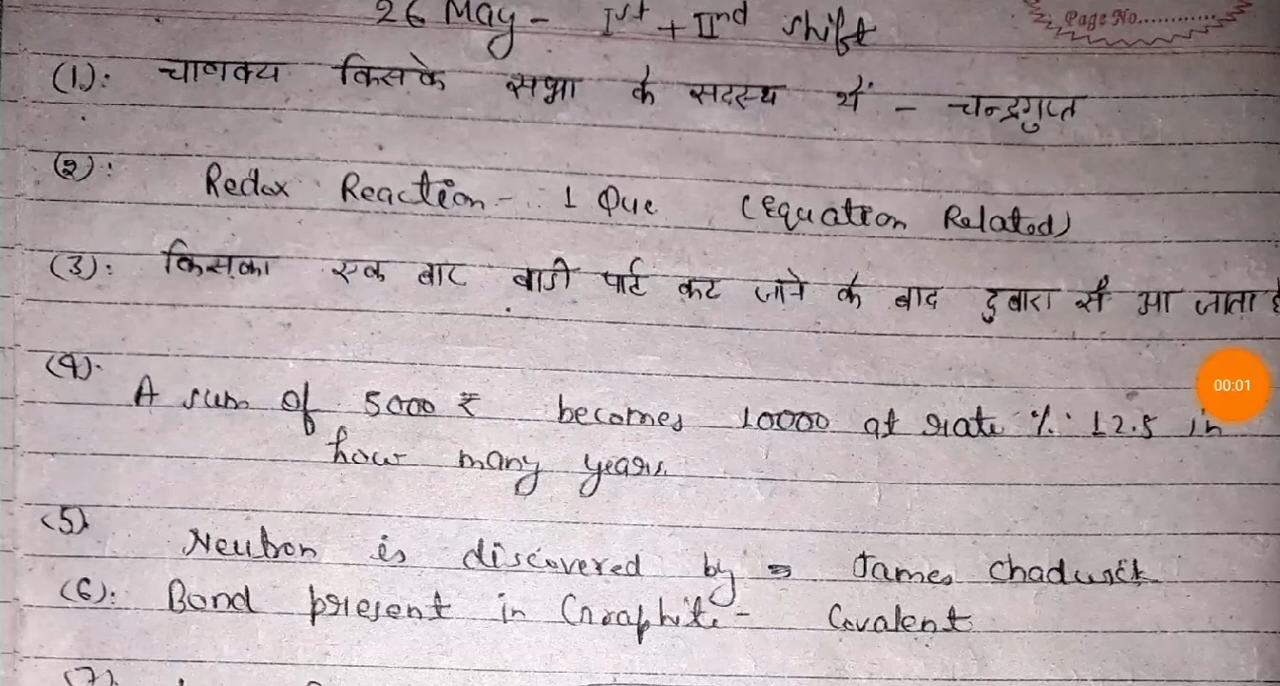 26 May - Ist + IInd shift
Page No.............
(1): चाणक्य किसके सभा के सदस्य थें - चन्द्रगुप्त
(2): Redox Reaction - 1 Que (Equation Related)
(3): किसका एक बार बाडी पार्ट कट जाने के बाद दुबारा से आ जाता है
00:01
(4). A sum of 5000 ₹ becomes 10000 at rate % 12.5 in
how many years
(5) Neutron is discovered by = James Chadwick
(6): Bond present in Graphite - Covalent
(7).